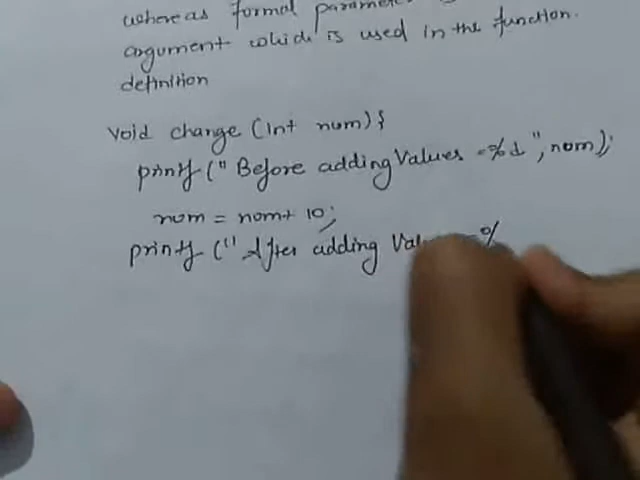 whereas formal
argument which is used in the function.
definition
void change (int num) {
printf (" Before adding Values =%d ", num);
num = num+ 10;
printf (" After adding Val =%